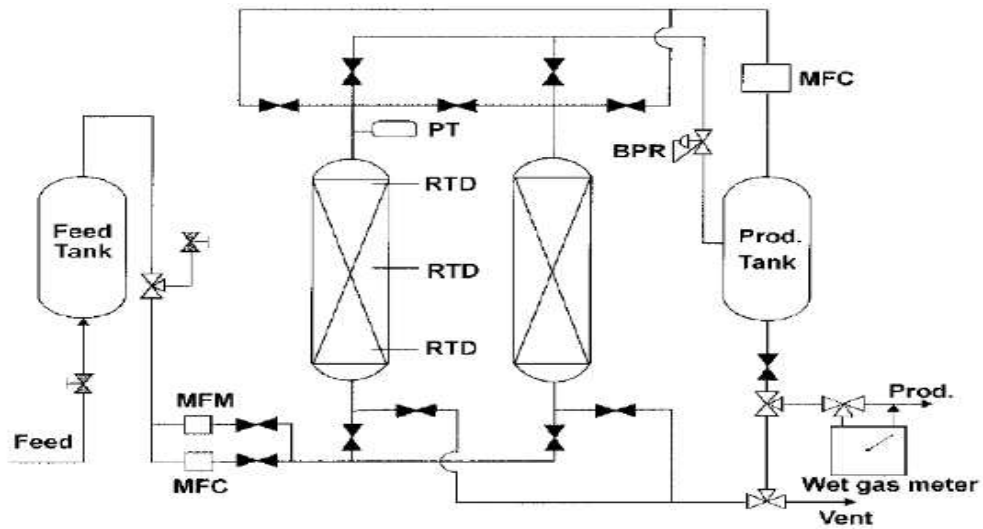 MFC
PT
BPR
RTD
Feed
Tank
Prod.
Tank
RTD
RTD
MFM
Prod.
Feed
MFC
Wet gas meter
Vent